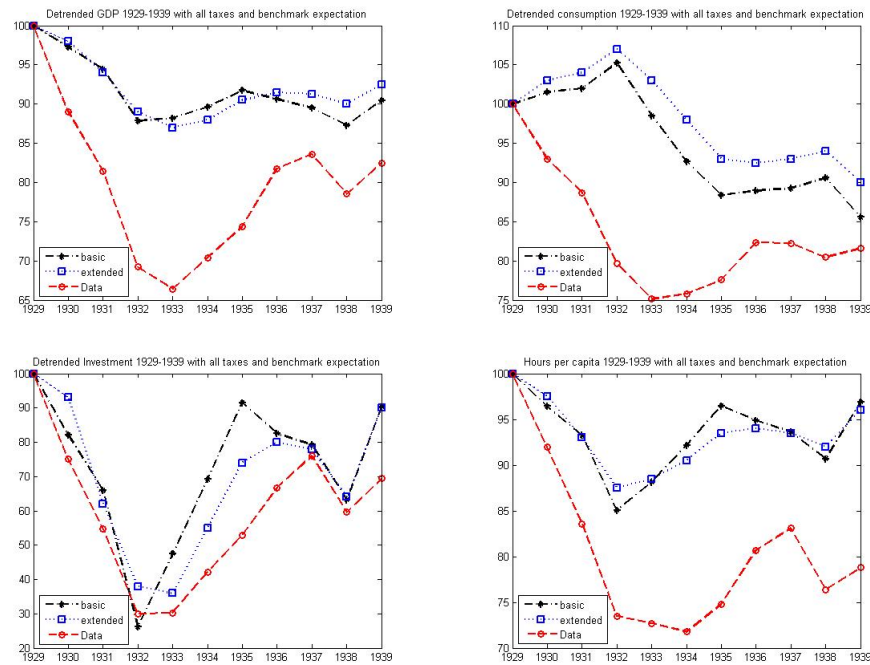 Detrended GDP 1929-1939 with all taxes and benchmark expectation
100
95
90
85
80
75
70
65
basic
extended
Data
1929 1930 1931 1932 1933 1934 1935 1936 1937 1938 1939
Detrended consumption 1929-1939 with all taxes and benchmark expectation
110
105
100
95
90
85
80
75
basic
extended
Data
1929 1930 1931 1932 1933 1934 1935 1936 1937 1938 1939
Detrended Investment 1929-1939 with all taxes and benchmark expectation
100
90
80
70
60
50
40
30
20
basic
extended
Data
1929 1930 1931 1932 1933 1934 1935 1936 1937 1938 1939
Hours per capita 1929-1939 with all taxes and benchmark expectation
100
95
90
85
80
75
70
basic
extended
Data
1929 1930 1931 1932 1933 1934 1935 1936 1937 1938 1939